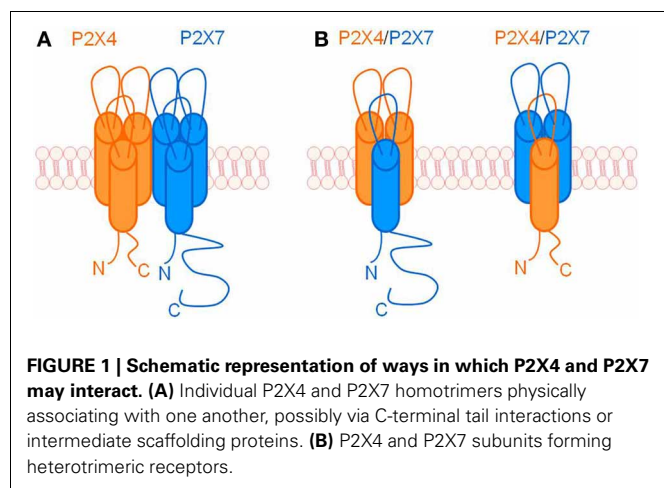 A P2X4 P2X7 B P2X4/P2X7 P2X4/P2X7
N C N C N C N C
FIGURE 1 | Schematic representation of ways in which P2X4 and P2X7
may interact. (A) Individual P2X4 and P2X7 homotrimers physically
associating with one another, possibly via C-terminal tail interactions or
intermediate scaffolding proteins. (B) P2X4 and P2X7 subunits forming
heterotrimeric receptors.